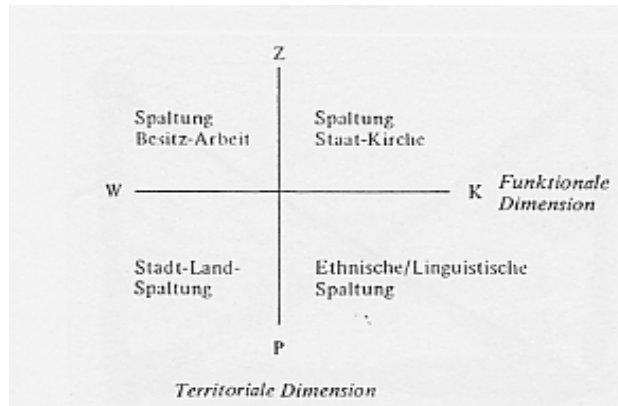 Z
Spaltung
Besitz-Arbeit
Spaltung
Staat-Kirche
W
K
Funktionale
Dimension
Stadt-Land-
Spaltung
Ethnische/Linguistische
Spaltung
P
Territoriale Dimension